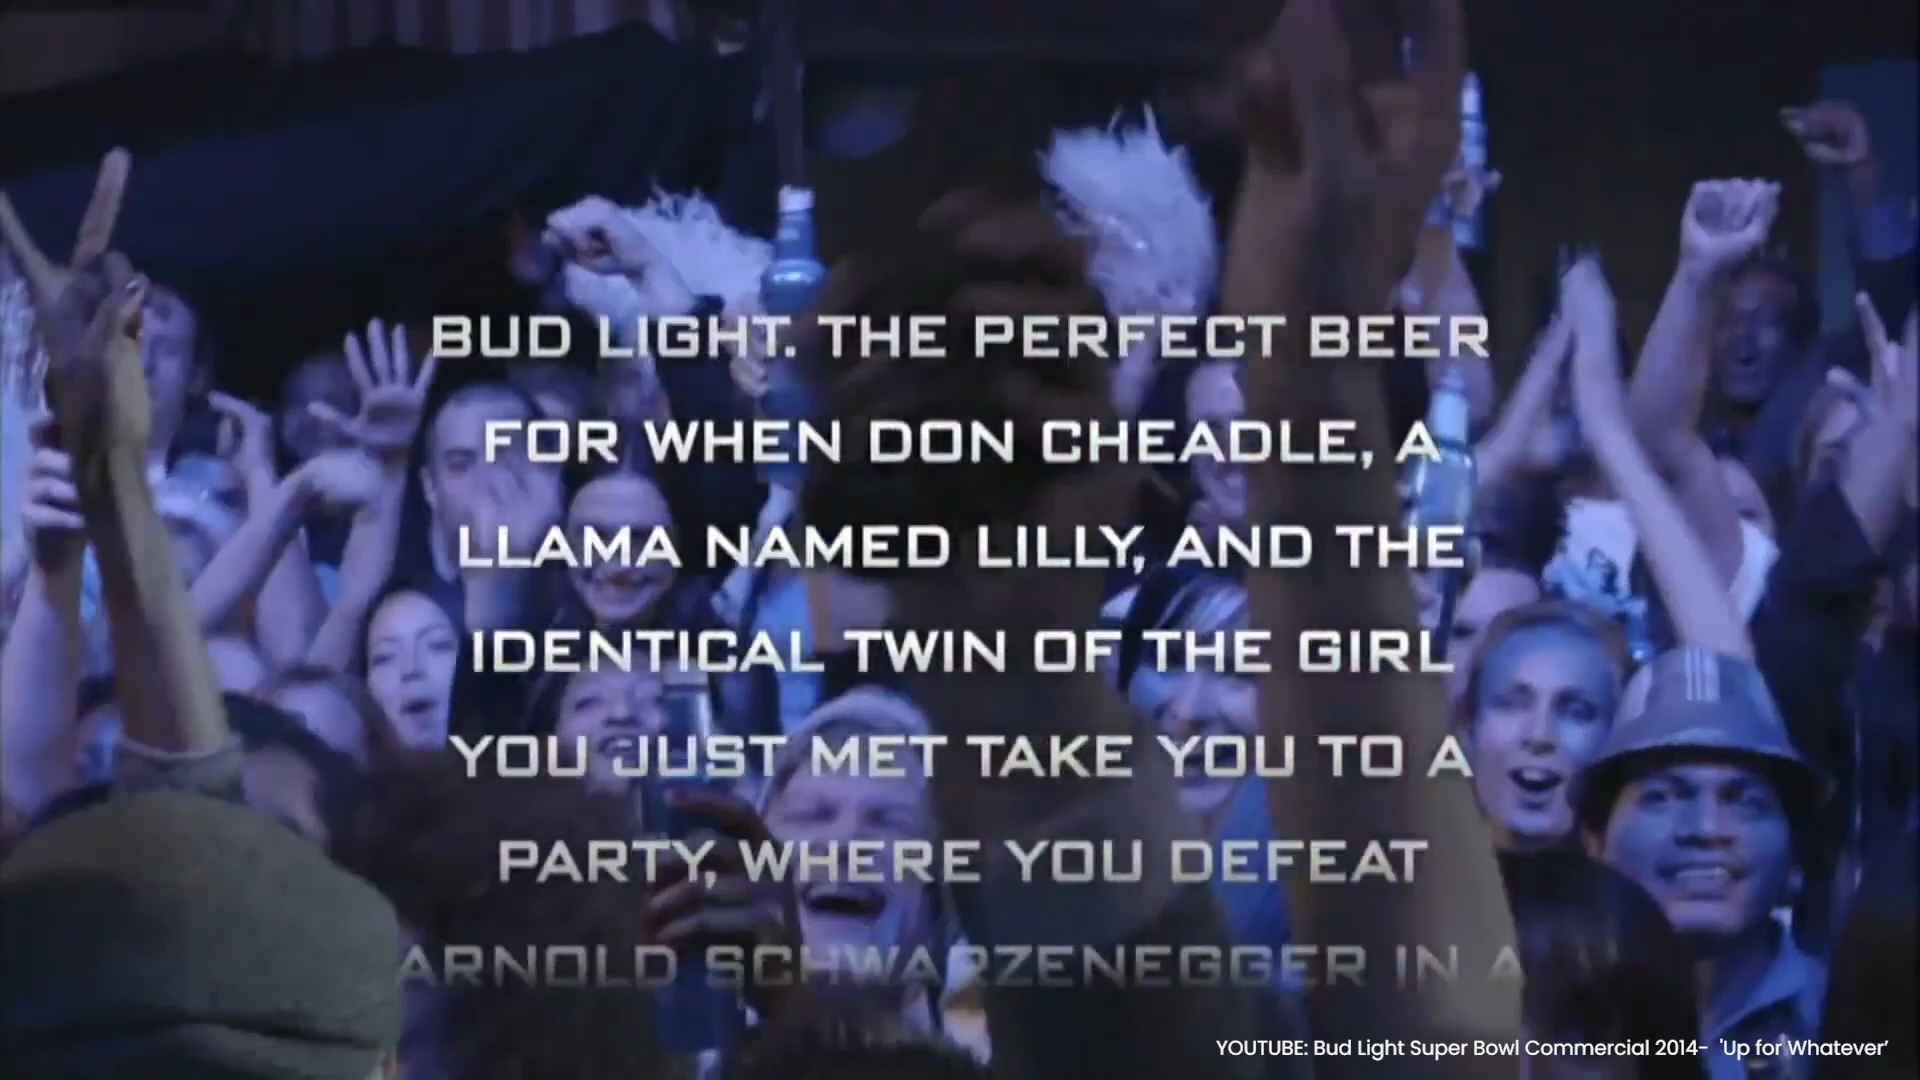 BUD LIGHT. THE PERFECT BEER
FOR WHEN DON CHEADLE, A
LLAMA NAMED LILLY, AND THE
IDENTICAL TWIN OF THE GIRL
YOU JUST MET TAKE YOU TO A
PARTY, WHERE YOU DEFEAT
ARNOLD SCHWARZENEGGER IN A
YOUTUBE: Bud Light Super Bowl Commercial 2014- 'Up for Whatever'